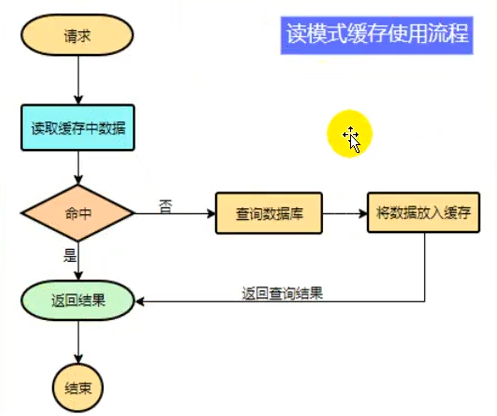 请求
读模式缓存使用流程
读取缓存中数据
命中
否
查询数据库
将数据放入缓存
是
返回结果
返回查询结果
结束